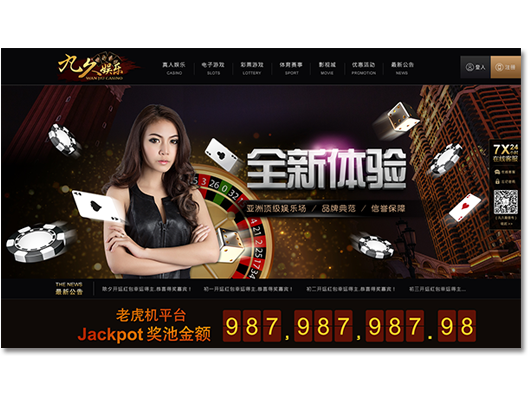 九久娱乐
真人娱乐 电子游戏 彩票游戏 体育赛事 影视城 优惠活动 最新公告
CASINO SLOTS LOTTERY SPORT MOVIE PROMOTION NEWS
登入 注册
全新体验
亚洲顶级娱乐场 / 品牌典范 / 信誉保障
7X24
在线客服
THE NEWS
最新公告
老虎机平台
Jackpot 奖池金额
987,987,987.98